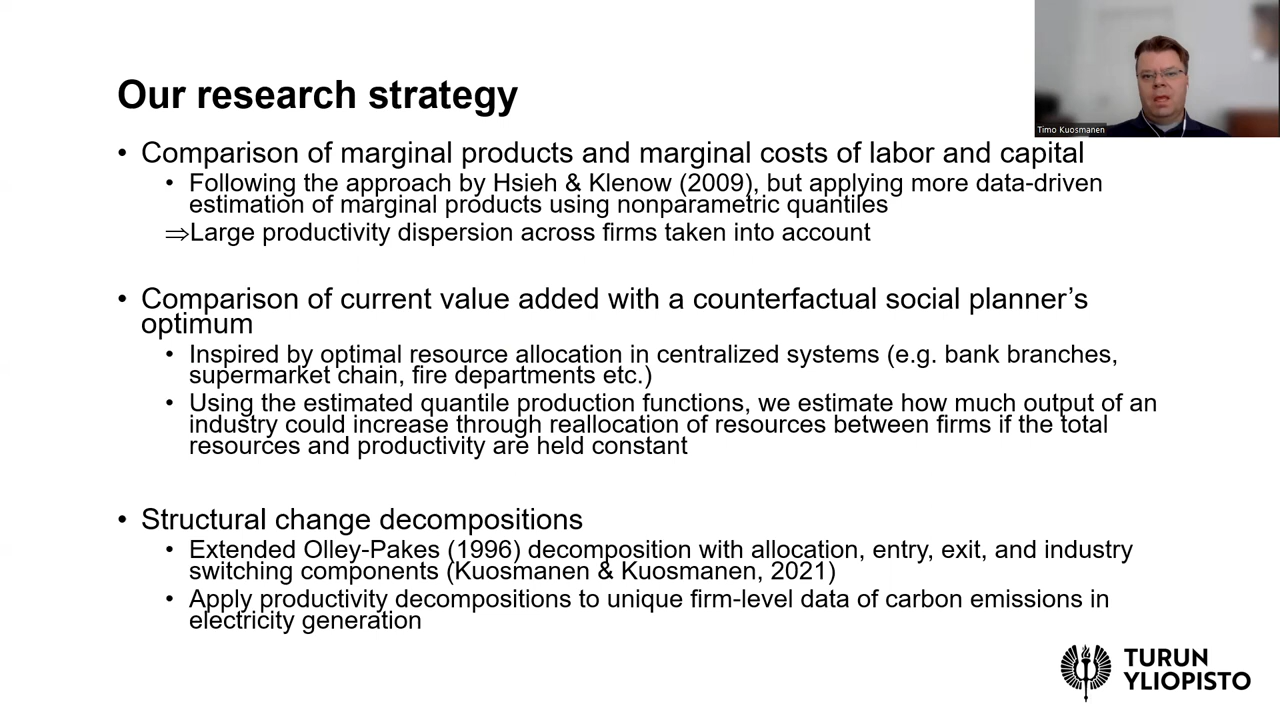 Our research strategy
Timo Kuosmanen
• Comparison of marginal products and marginal costs of labor and capital
• Following the approach by Hsieh & Klenow (2009), but applying more data-driven
estimation of marginal products using nonparametric quantiles
⇒Large productivity dispersion across firms taken into account
• Comparison of current value added with a counterfactual social planner’s
optimum
• Inspired by optimal resource allocation in centralized systems (e.g. bank branches,
supermarket chain, fire departments etc.)
• Using the estimated quantile production functions, we estimate how much output of an
industry could increase through reallocation of resources between firms if the total
resources and productivity are held constant
• Structural change decompositions
• Extended Olley-Pakes (1996) decomposition with allocation, entry, exit, and industry
switching components (Kuosmanen & Kuosmanen, 2021)
• Apply productivity decompositions to unique firm-level data of carbon emissions in
electricity generation
TURUN
YLIOPISTO